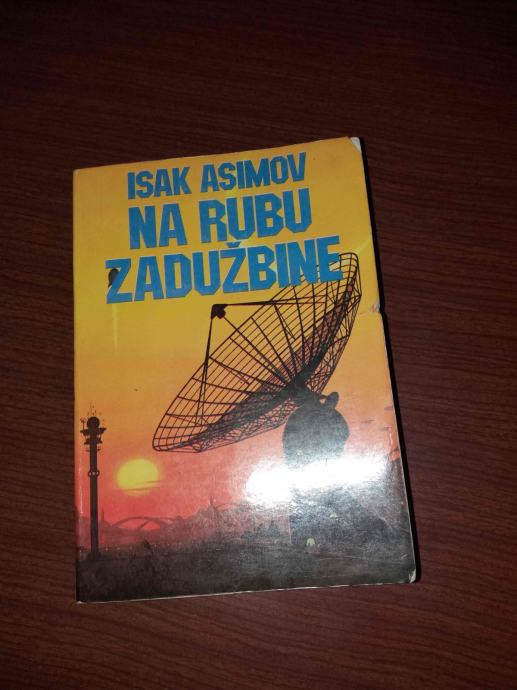 ISAK ASIMOV
NA RUBU
ZADUŽBINE